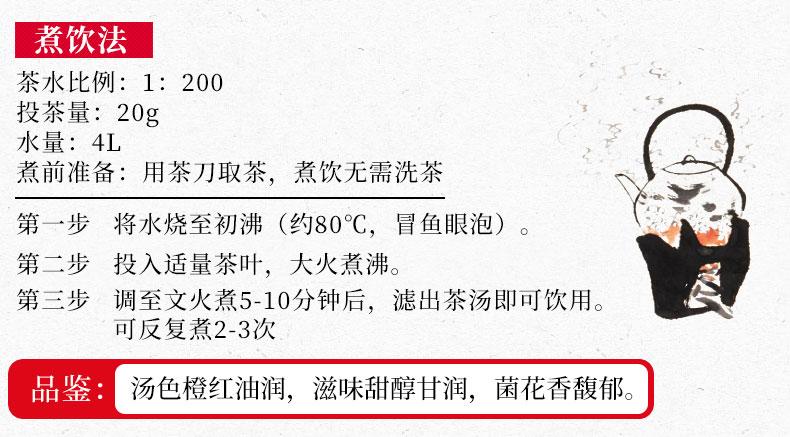 煮饮法
茶水比例：1：200
投茶量：20g
水量：4L
煮前准备：用茶刀取茶，煮饮无需洗茶
第一步 将水烧至初沸（约80℃，冒鱼眼泡）。
第二步 投入适量茶叶，大火煮沸。
第三步 调至文火煮5-10分钟后，滤出茶汤即可饮用。
可反复煮2-3次
品鉴：汤色橙红油润，滋味甜醇甘润，菌花香馥郁。